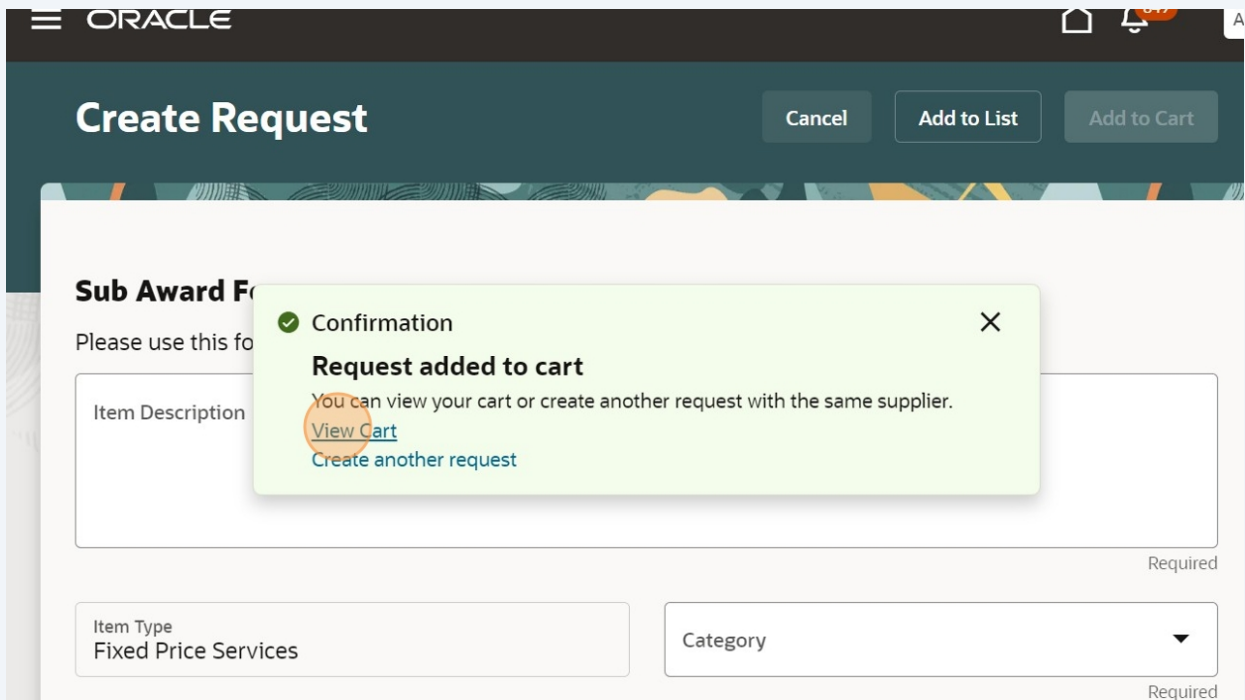 ORACLE
Create Request
Cancel
Add to List
Add to Cart
Sub Award
Please use this
Confirmation
Request added to cart
You can view your cart or create another request with the same supplier.
View Cart
Create another request
Item Description
Required
Item Type
Fixed Price Services
Category
Required